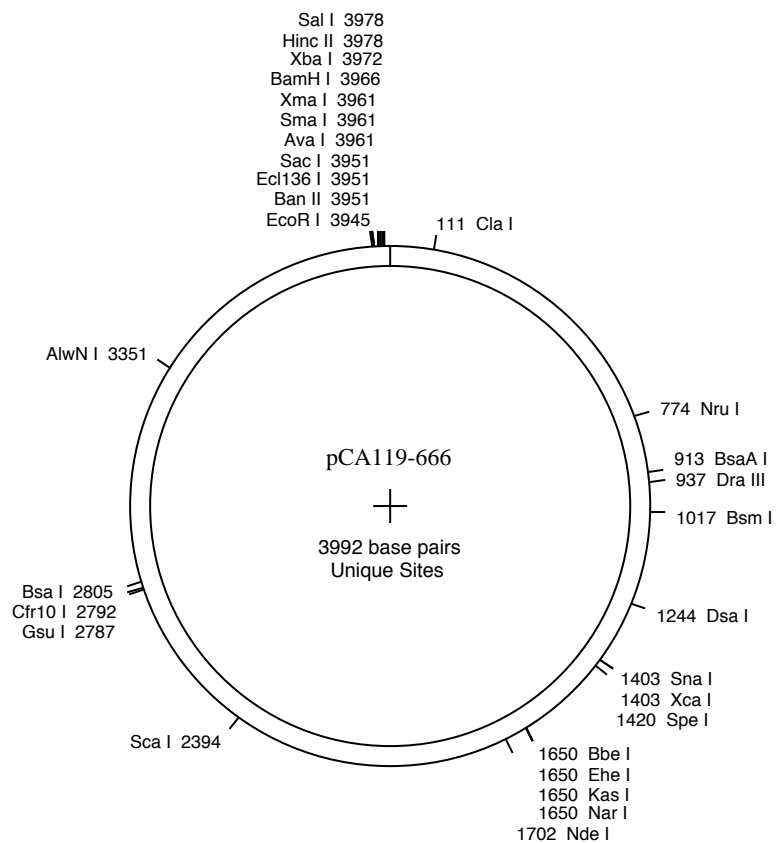 Sal I 3978
Hinc II 3978
Xba I 3972
BamH I 3966
Xma I 3961
Sma I 3961
Ava I 3961
Sac I 3951
Ecl136 I 3951
Ban II 3951
EcoR I 3945
111 Cla I
AlwN I 3351
774 Nru I
pCA119-666
913 BsaA I
937 Dra III
1017 Bsm I
3992 base pairs
Unique Sites
Bsa I 2805
Cfr10 I 2792
Gsu I 2787
1244 Dsa I
1403 Sna I
1403 Xca I
1420 Spe I
Sca I 2394
1650 Bbe I
1650 Ehe I
1650 Kas I
1650 Nar I
1702 Nde I